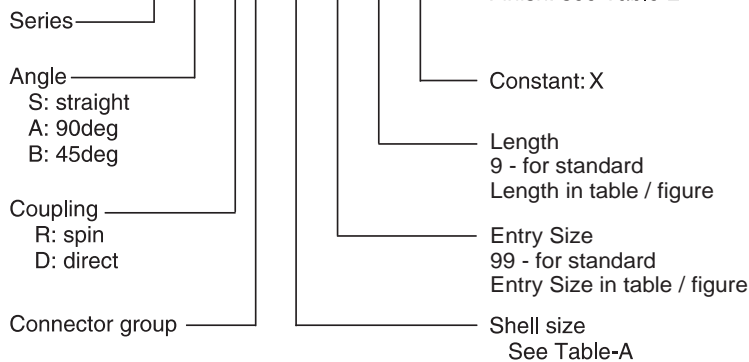 Series
Angle
S: straight
A: 90deg
B: 45deg
Coupling
R: spin
D: direct
Connector group
Constant: X
Length
9 - for standard
Length in table / figure
Entry Size
99 - for standard
Entry Size in table / figure
Shell size
See Table-A